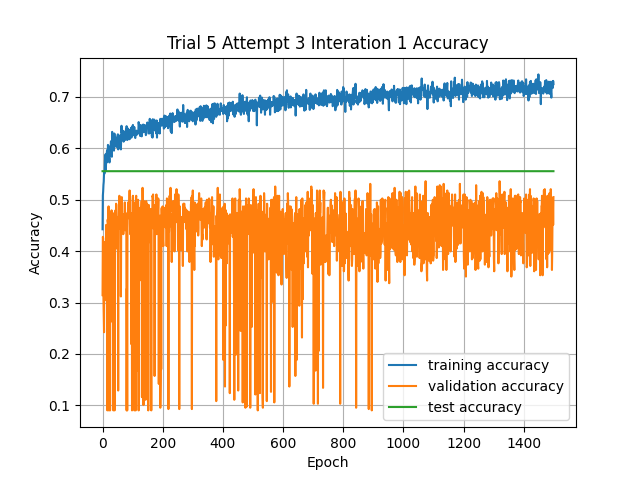 Trial 5 Attempt 3 Interation 1 Accuracy
0.7
0.6
0.5
0.4
0.3
0.2
0.1
Accuracy
training accuracy
validation accuracy
test accuracy
0 200 400 600 800 1000 1200 1400
Epoch